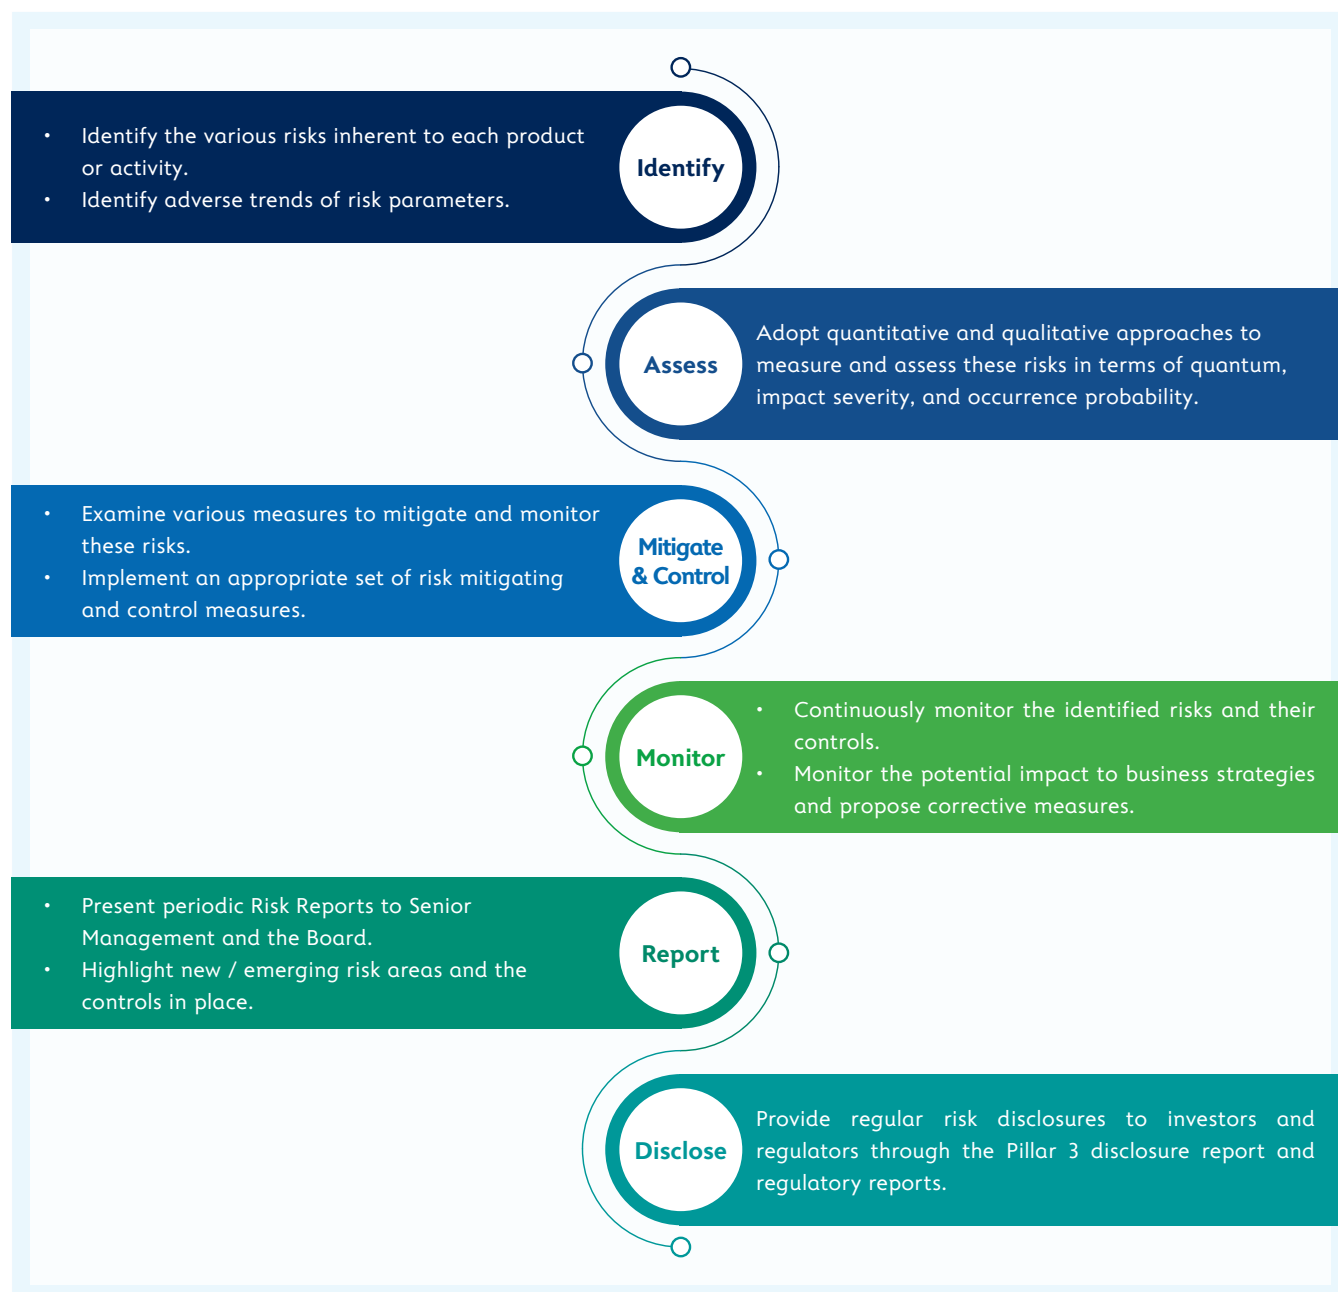 • Identify the various risks inherent to each product
or activity.
• Identify adverse trends of risk parameters.
Identify
Assess
Adopt quantitative and qualitative approaches to
measure and assess these risks in terms of quantum,
impact severity, and occurrence probability.
• Examine various measures to mitigate and monitor
these risks.
• Implement an appropriate set of risk mitigating
and control measures.
Mitigate
& Control
Monitor
• Continuously monitor the identified risks and their
controls.
• Monitor the potential impact to business strategies
and propose corrective measures.
• Present periodic Risk Reports to Senior
Management and the Board.
• Highlight new / emerging risk areas and the
controls in place.
Report
Disclose
Provide regular risk disclosures to investors and
regulators through the Pillar 3 disclosure report and
regulatory reports.